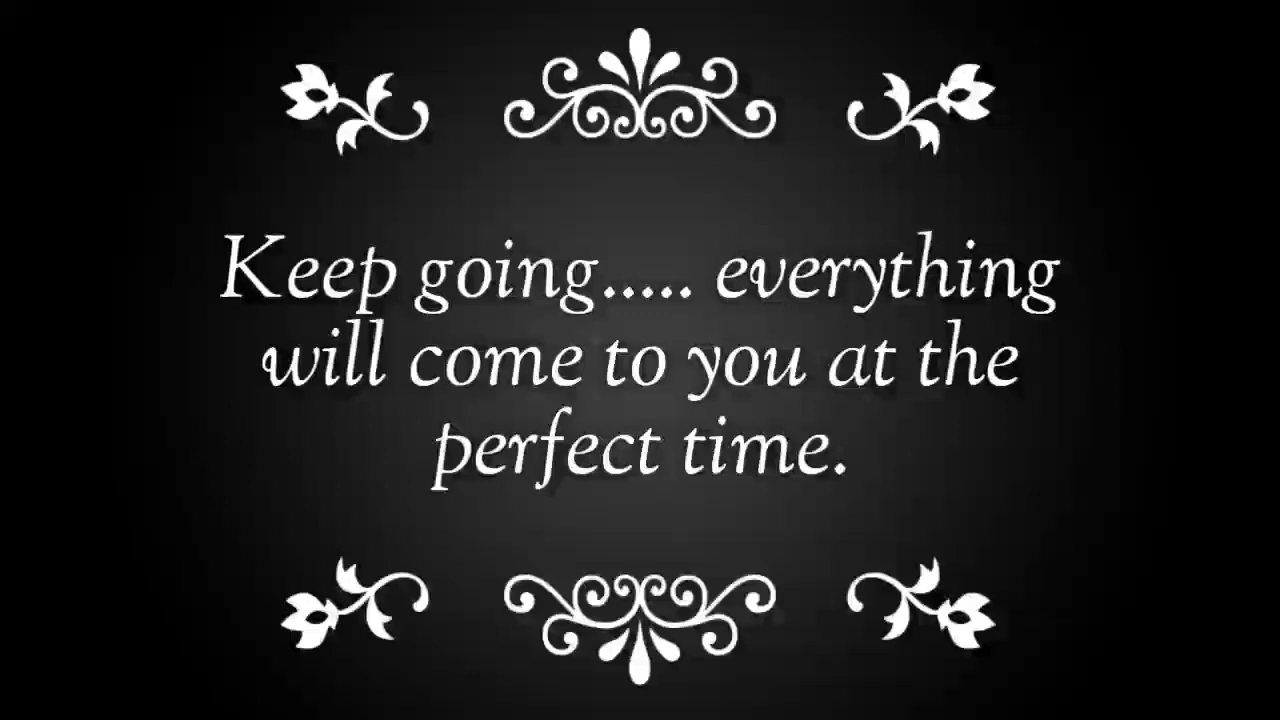 Keep going..... everything
will come to you at the
perfect time.